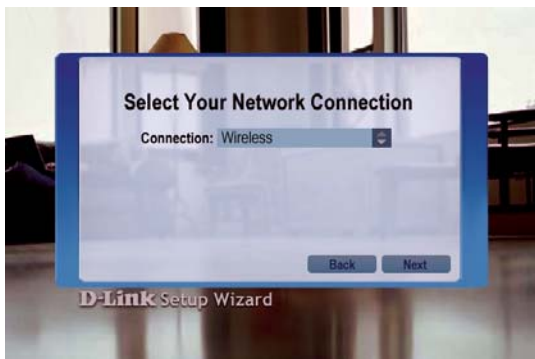 Select Your Network Connection
Connection: Wireless
Back Next
D-Link Setup Wizard